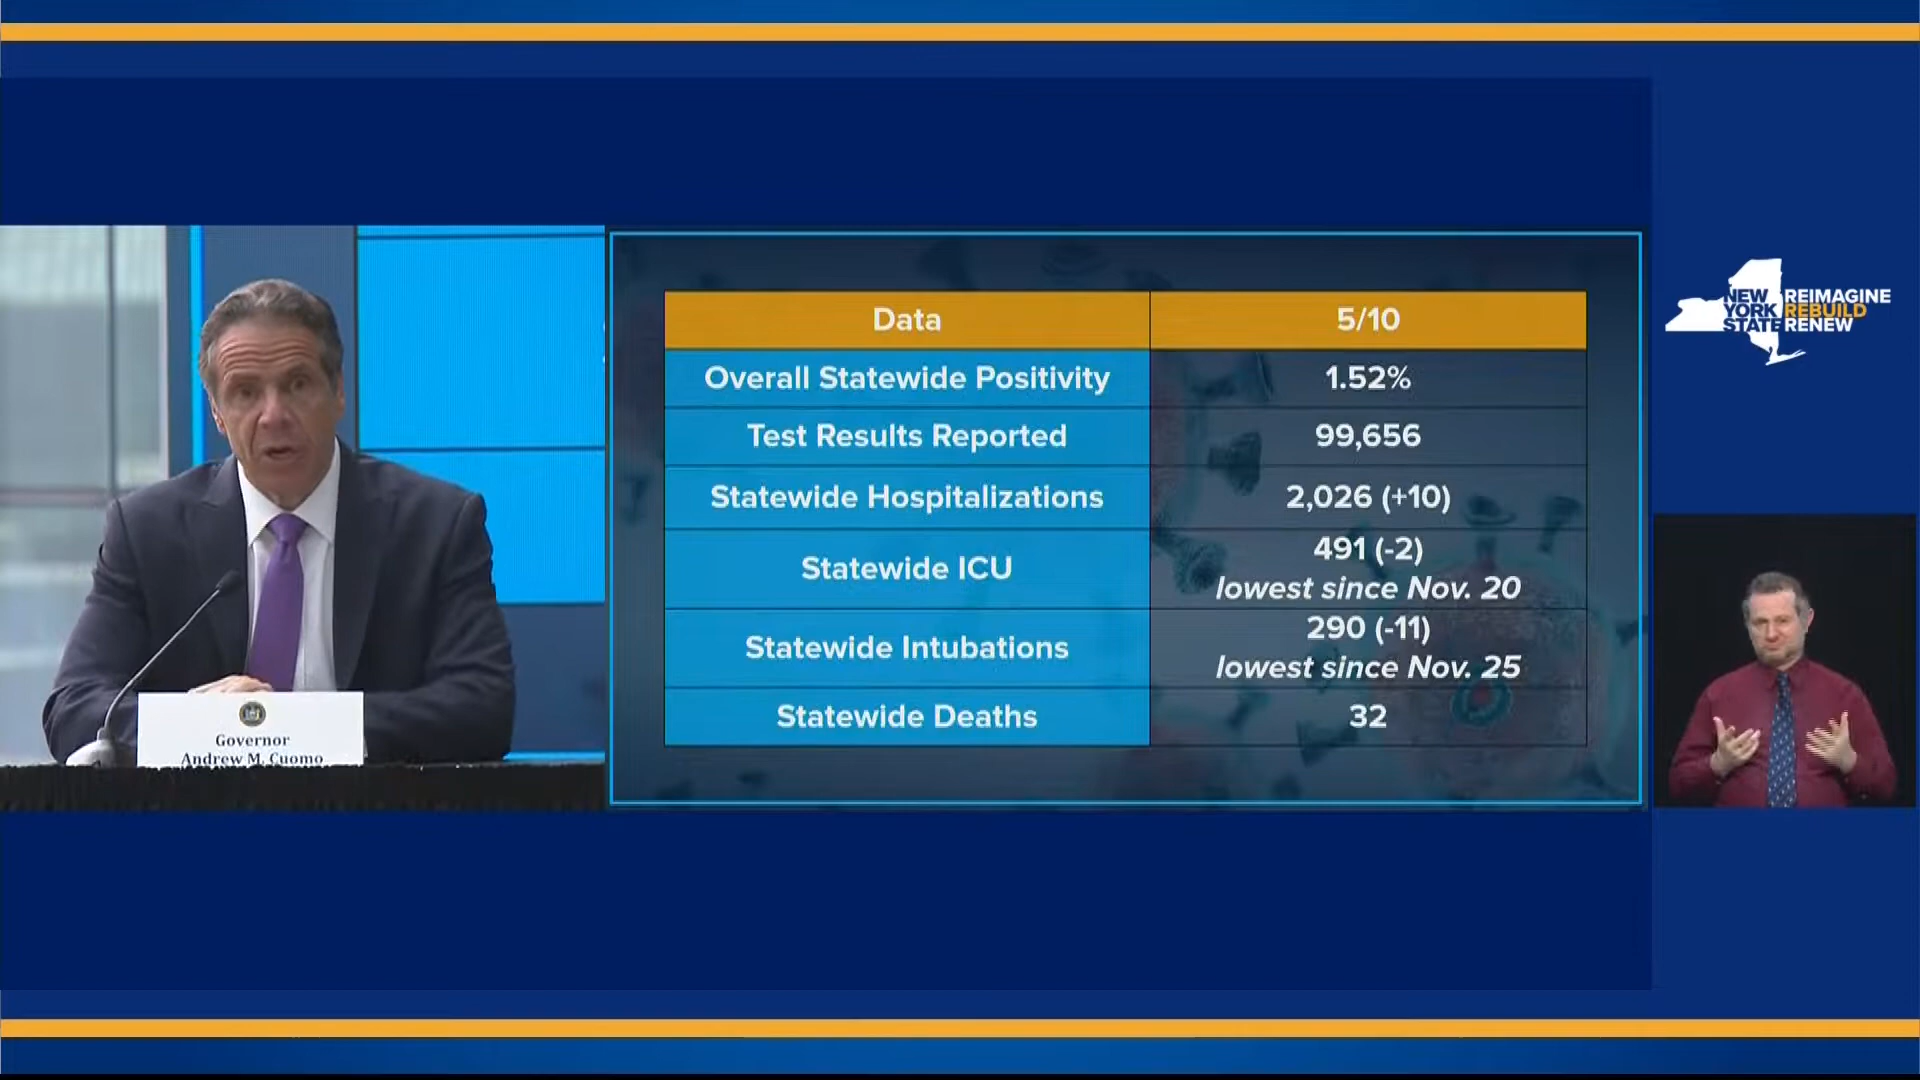 Data 5/10
Overall Statewide Positivity 1.52%
Test Results Reported 99,656
Statewide Hospitalizations 2,026 (+10)
Statewide ICU 491 (-2)
lowest since Nov. 20
Statewide Intubations 290 (-11)
lowest since Nov. 25
Statewide Deaths 32
Governor
Andrew M. Cuomo
NEW YORK STATE
REIMAGINE
REBUILD
RENEW